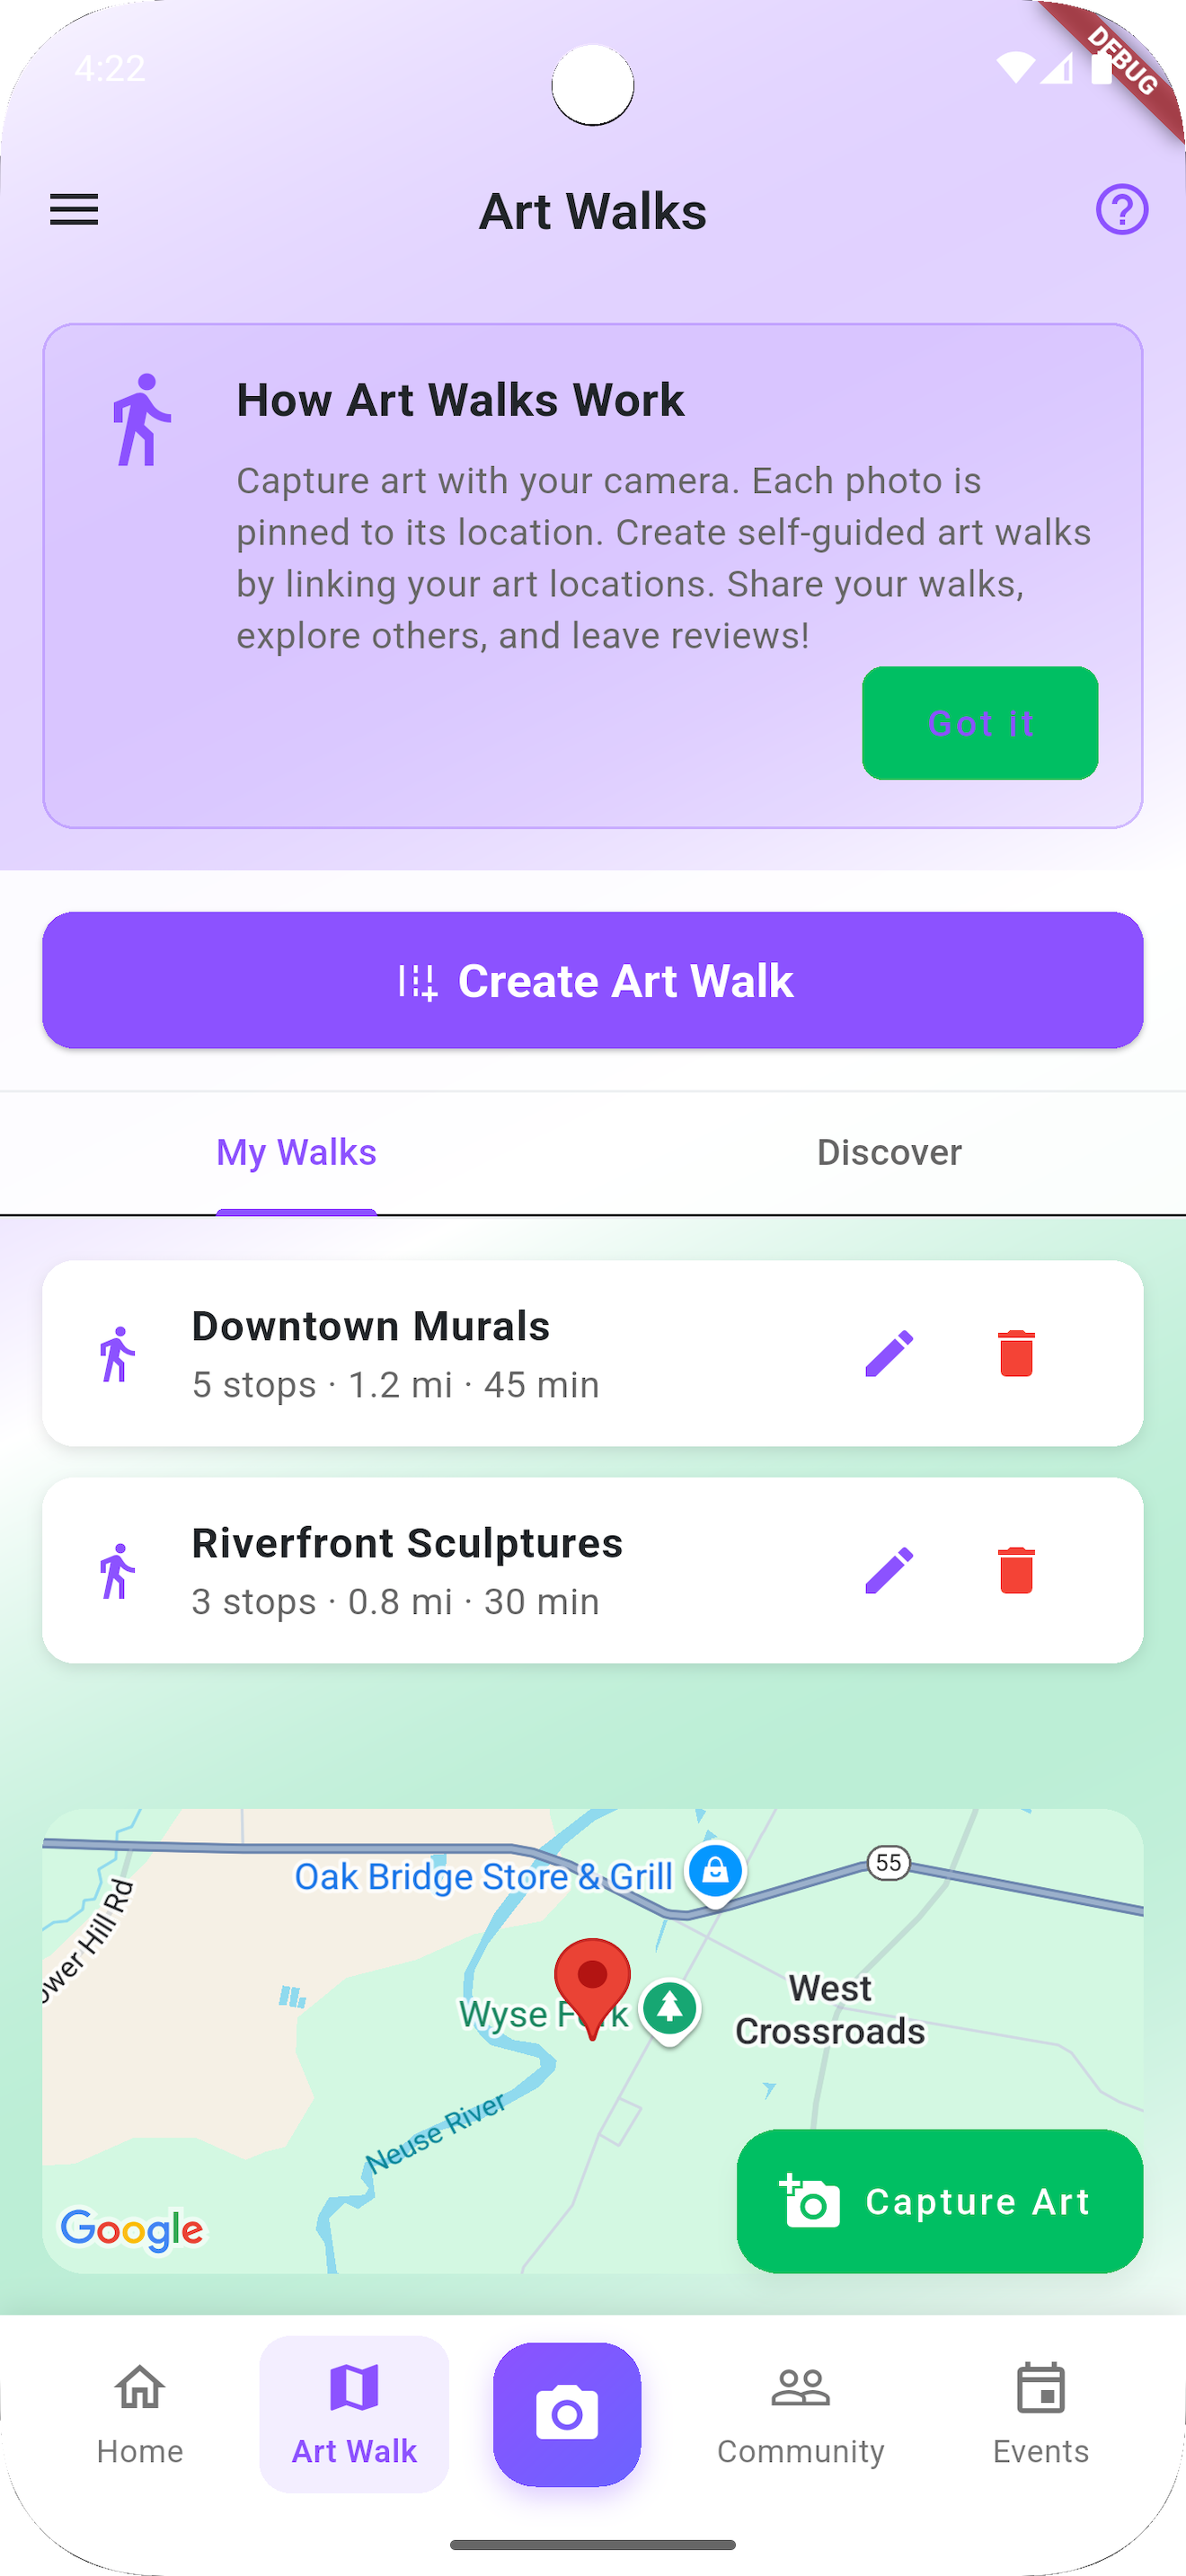 4:22
DEBUG
Art Walks
How Art Walks Work
Capture art with your camera. Each photo is
pinned to its location. Create self-guided art walks
by linking your art locations. Share your walks,
explore others, and leave reviews!
Got it
Create Art Walk
My Walks
Discover
Downtown Murals
5 stops · 1.2 mi · 45 min
Riverfront Sculptures
3 stops · 0.8 mi · 30 min
Oak Bridge Store & Grill
55
ower Hill Rd
West
Crossroads
Wyse Fork
Neuse River
Google
Capture Art
Home
Art Walk
Community
Events